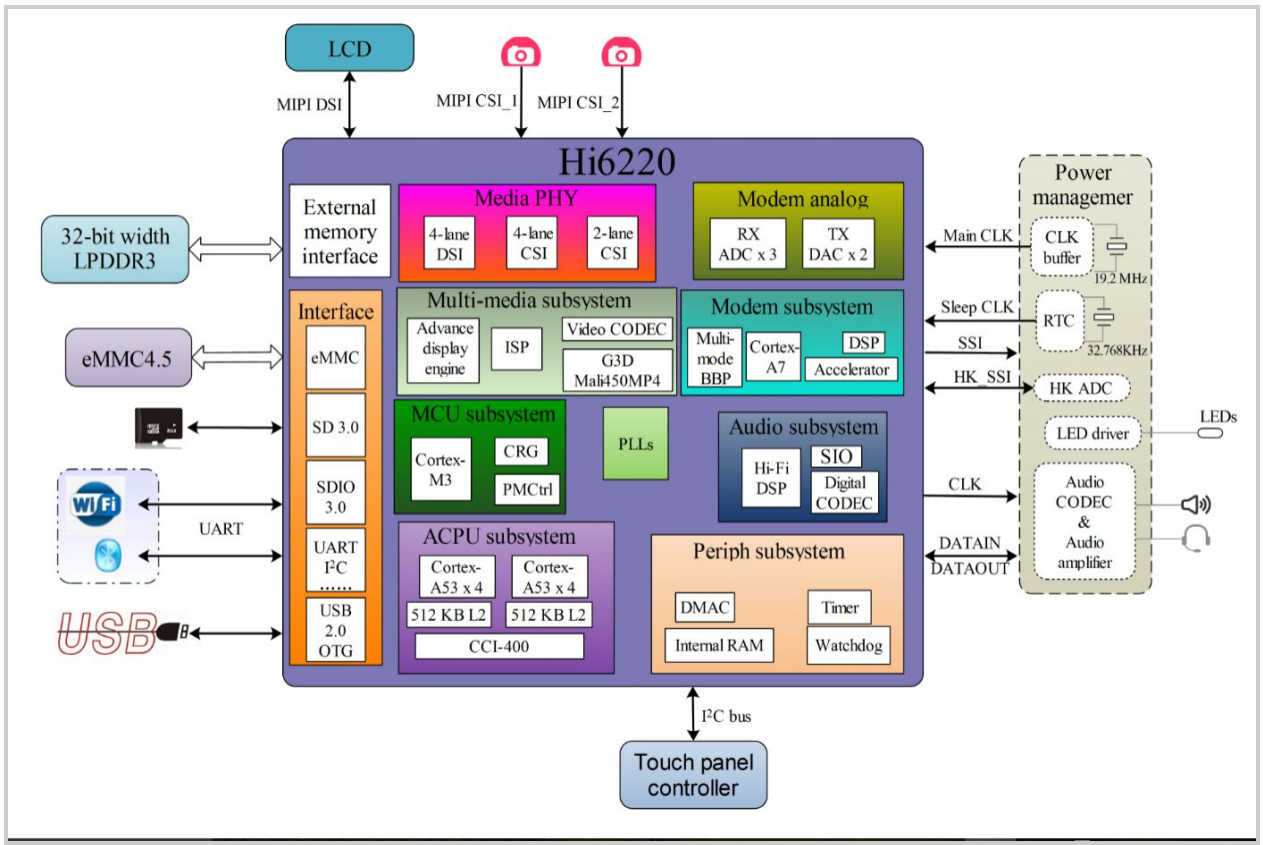 LCD
MIPI DSI
MIPI CSI_1
MIPI CSI_2
Hi6220
32-bit width
LPDDR3
eMMC4.5
WiFi
UART
USB
External
memory
interface
Interface
eMMC
SD 3.0
SDIO
3.0
UART
I²C
......
USB
2.0
OTG
Media PHY
4-lane
DSI
4-lane
CSI
2-lane
CSI
Modem analog
RX
ADC x 3
TX
DAC x 2
Multi-media subsystem
Advance
display
engine
ISP
Video CODEC
G3D
Mali450MP4
Modem subsystem
Multi-
mode
BBP
Cortex-
A7
DSP
Accelerator
MCU subsystem
Cortex-
M3
CRG
PMCtrl
PLLs
Audio subsystem
Hi-Fi
DSP
SIO
Digital
CODEC
ACPU subsystem
Cortex-
A53 x 4
Cortex-
A53 x 4
512 KB L2
512 KB L2
CCI-400
Periph subsystem
DMAC
Timer
Internal RAM
Watchdog
Main CLK
Sleep CLK
SSI
HK_SSI
CLK
DATAIN
DATAOUT
Power
managemer
CLK
buffer
19.2 MHz
RTC
32.768KHz
HK ADC
LED driver
LEDs
Audio
CODEC
&
Audio
amplifier
I²C bus
Touch panel
controller